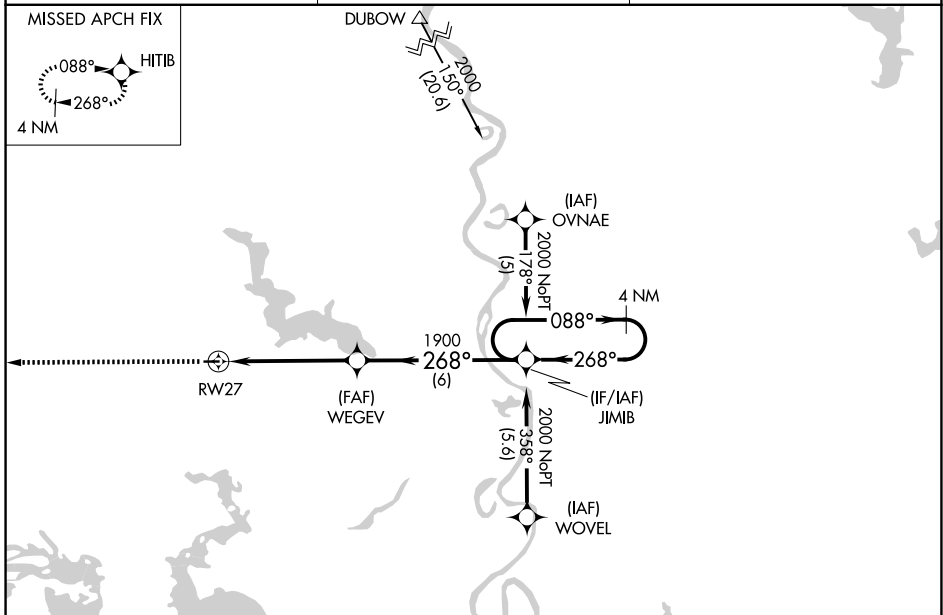 MISSED APCH FIX
HITIB
088°
268°
4 NM
DUBOW
2000
150°
(20.6)
(IAF)
OVNAE
2000 NoPT
178°
(5)
4 NM
088°
1900
268°
(6)
268°
RW27
(FAF)
WEGEV
(IF/IAF)
JIMIB
2000 NoPT
358°
(5.6)
(IAF)
WOVEL